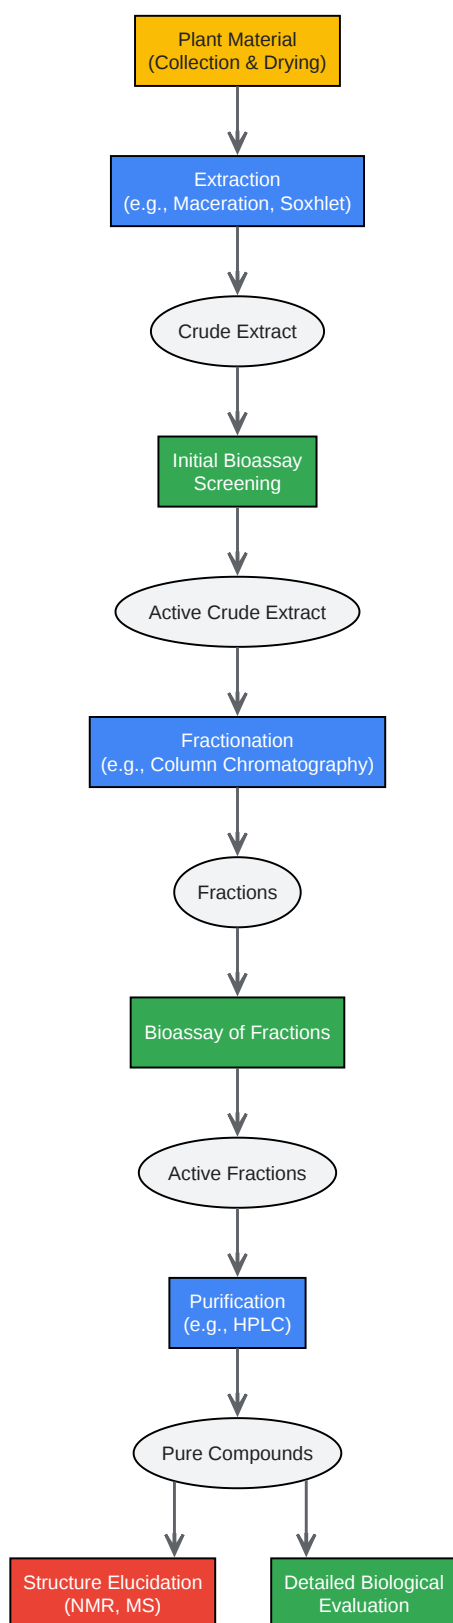 Plant Material
(Collection & Drying)
Extraction
(e.g., Maceration, Soxhlet)
Crude Extract
Initial Bioassay
Screening
Active Crude Extract
Fractionation
(e.g., Column Chromatography)
Fractions
Bioassay of Fractions
Active Fractions
Purification
(e.g., HPLC)
Pure Compounds
Structure Elucidation
(NMR, MS)
Detailed Biological
Evaluation